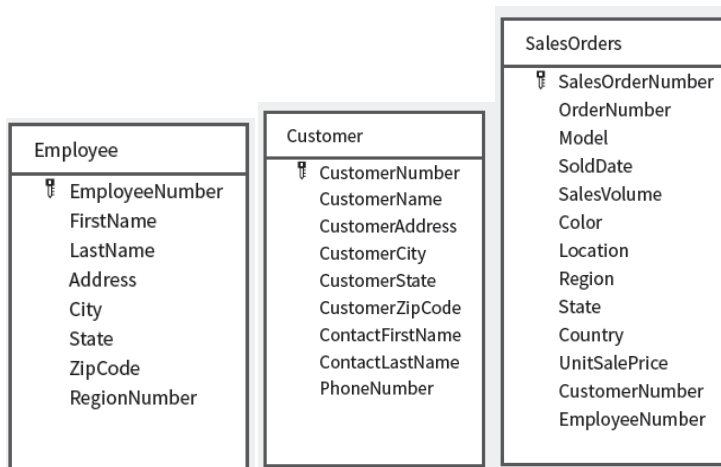 Employee
EmployeeNumber
FirstName
LastName
Address
City
State
ZipCode
RegionNumber
Customer
CustomerNumber
CustomerName
CustomerAddress
CustomerCity
CustomerState
CustomerZipCode
ContactFirstName
ContactLastName
PhoneNumber
SalesOrders
SalesOrderNumber
OrderNumber
Model
SoldDate
SalesVolume
Color
Location
Region
State
Country
UnitSalePrice
CustomerNumber
EmployeeNumber